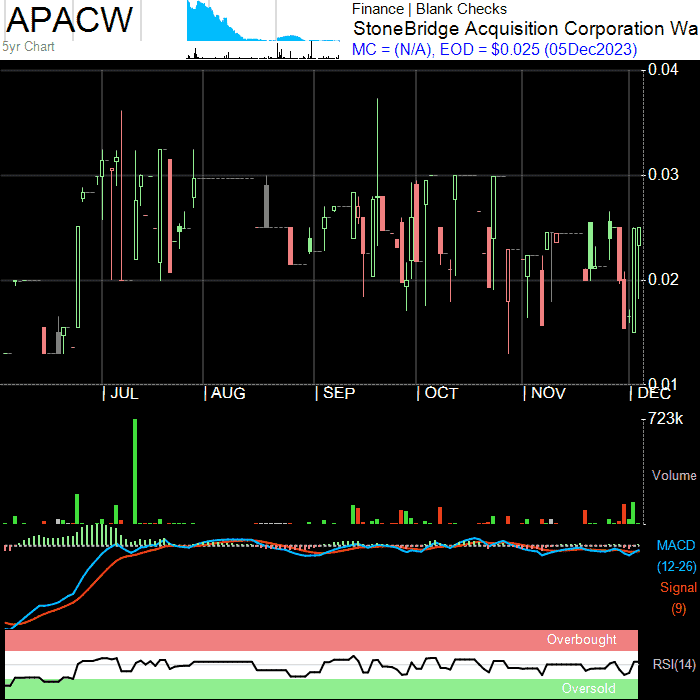 APACW
5yr Chart
Finance | Blank Checks
StoneBridge Acquisition Corporation Wa
MC = (N/A), EOD = $0.025 (05Dec2023)
0.04
0.03
0.02
0.01
JUL
AUG
SEP
OCT
NOV
DEC
723k
Volume
MACD
(12-26)
Signal
(9)
Overbought
RSI(14)
Oversold